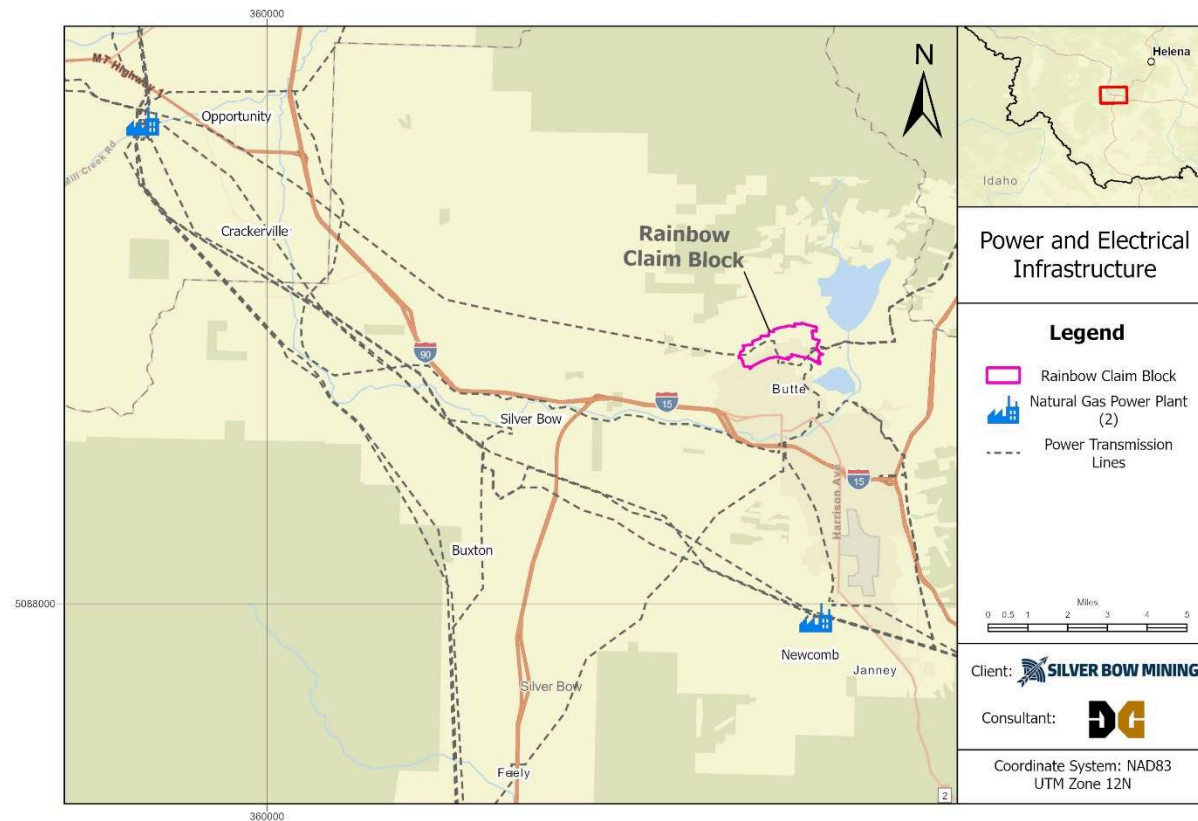 360000
MT Highway 1
Opportunity
Mill Creek Rd
Crackerville
Rainbow
Claim Block
N
90
15
Butte
Silver Bow
Harrison Ave
15
Buxton
5088000
Newcomb
Janney
Silver Bow
Feely
2
360000
Helena
Idaho
Power and Electrical
Infrastructure
Legend
Rainbow Claim Block
Natural Gas Power Plant
(2)
Power Transmission
Lines
Miles
0 0.5 1 2 3 4 5
Client: SILVER BOW MINING
Consultant:
Coordinate System: NAD83
UTM Zone 12N